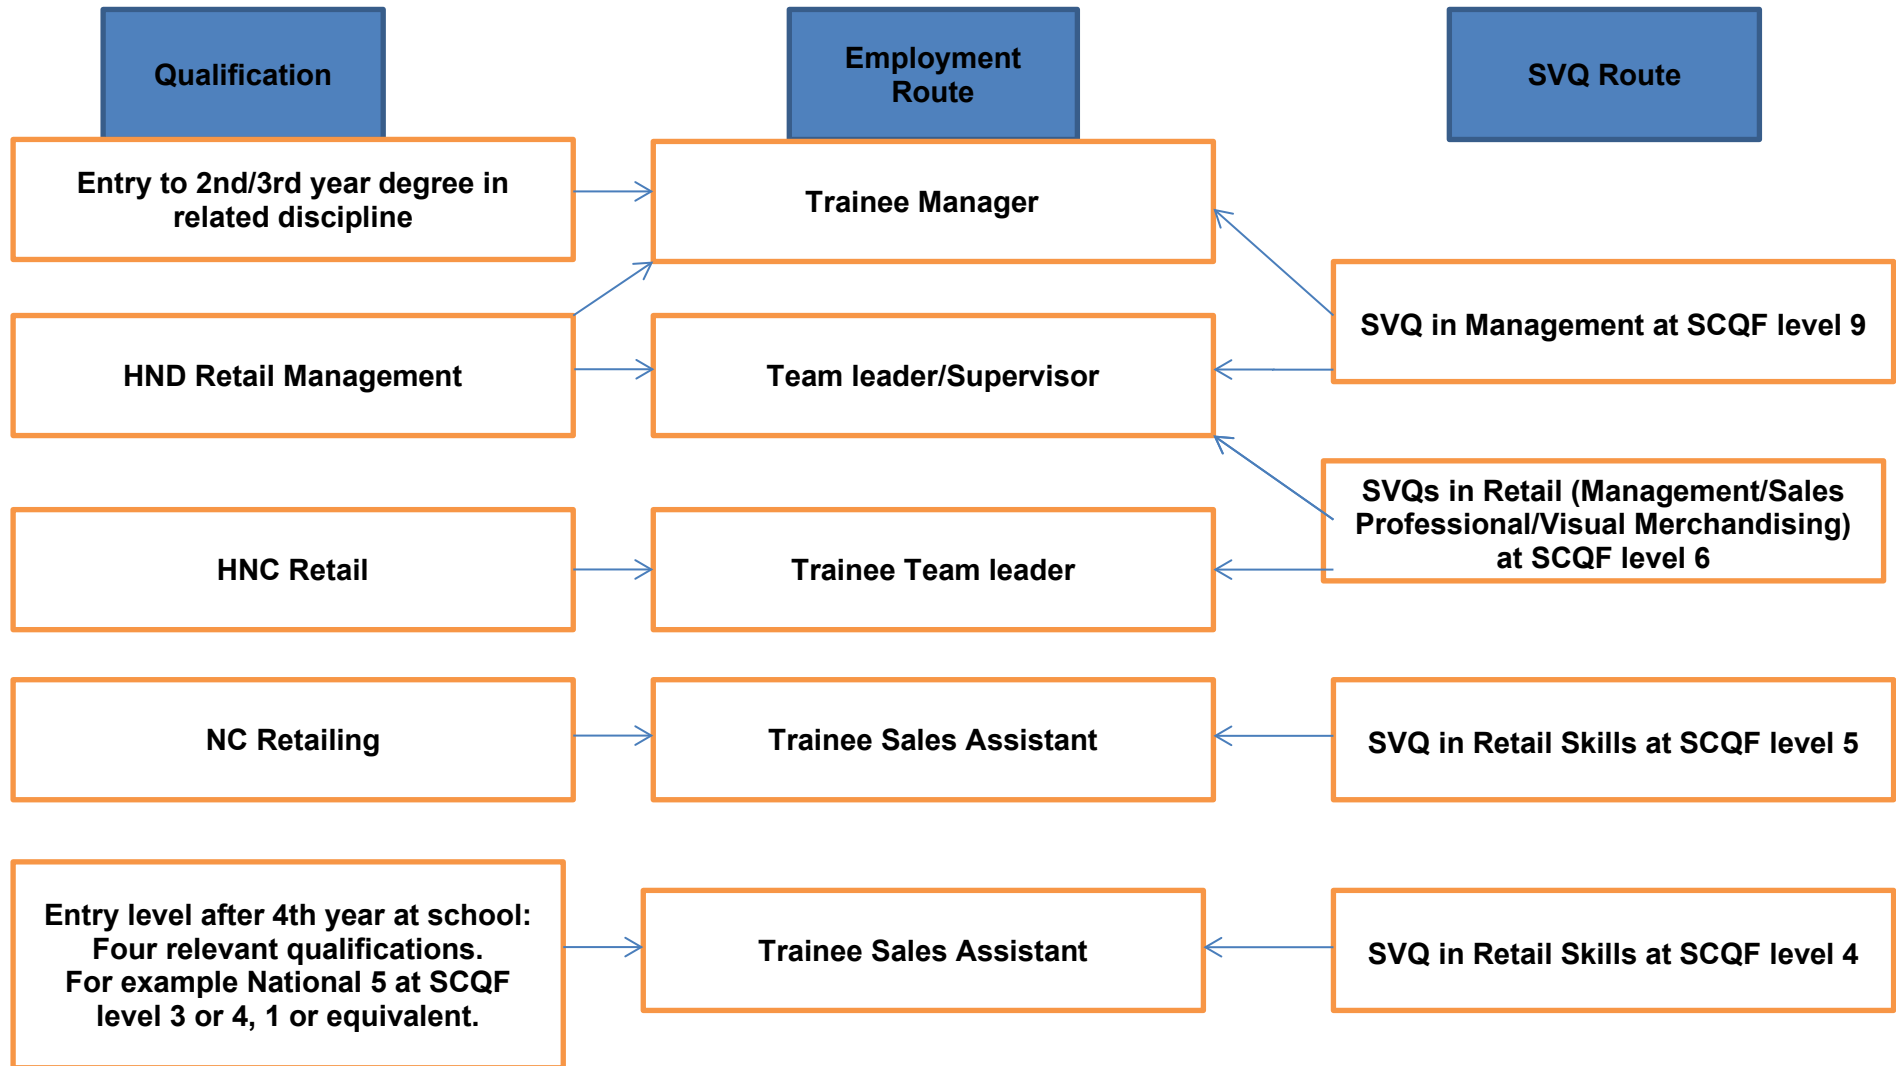 Qualification
Employment
Route
SVQ Route
Entry to 2nd/3rd year degree in
related discipline
Trainee Manager
SVQ in Management at SCQF level 9
HND Retail Management
Team leader/Supervisor
SVQs in Retail (Management/Sales
Professional/Visual Merchandising)
at SCQF level 6
HNC Retail
Trainee Team leader
NC Retailing
Trainee Sales Assistant
SVQ in Retail Skills at SCQF level 5
Entry level after 4th year at school:
Four relevant qualifications.
For example National 5 at SCQF
level 3 or 4, 1 or equivalent.
Trainee Sales Assistant
SVQ in Retail Skills at SCQF level 4